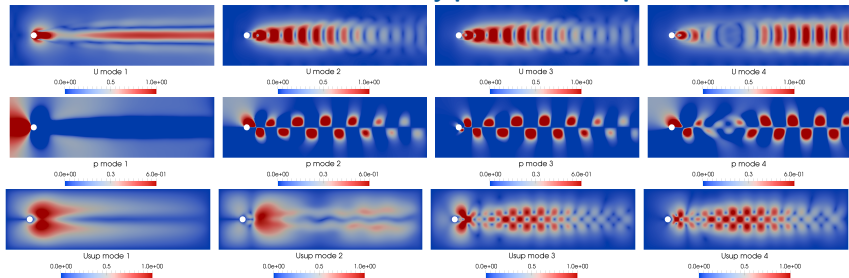 U mode 1 U mode 2 U mode 3 U mode 4
0.0e+00 0.5 1.0e+00 0.0e+00 0.5 1.0e+00 0.0e+00 0.5 1.0e+00 0.0e+00 0.5 1.0e+00
p mode 1 p mode 2 p mode 3 p mode 4
0.0e+00 0.3 6.0e-01 0.0e+00 0.3 6.0e-01 0.0e+00 0.3 6.0e-01 0.0e+00 0.3 6.0e-01
Usup mode 1 Usup mode 2 Usup mode 3 Usup mode 4
0.0e+00 0.5 1.0e+00 0.0e+00 0.5 1.0e+00 0.0e+00 0.5 1.0e+00 0.0e+00 0.5 1.0e+00